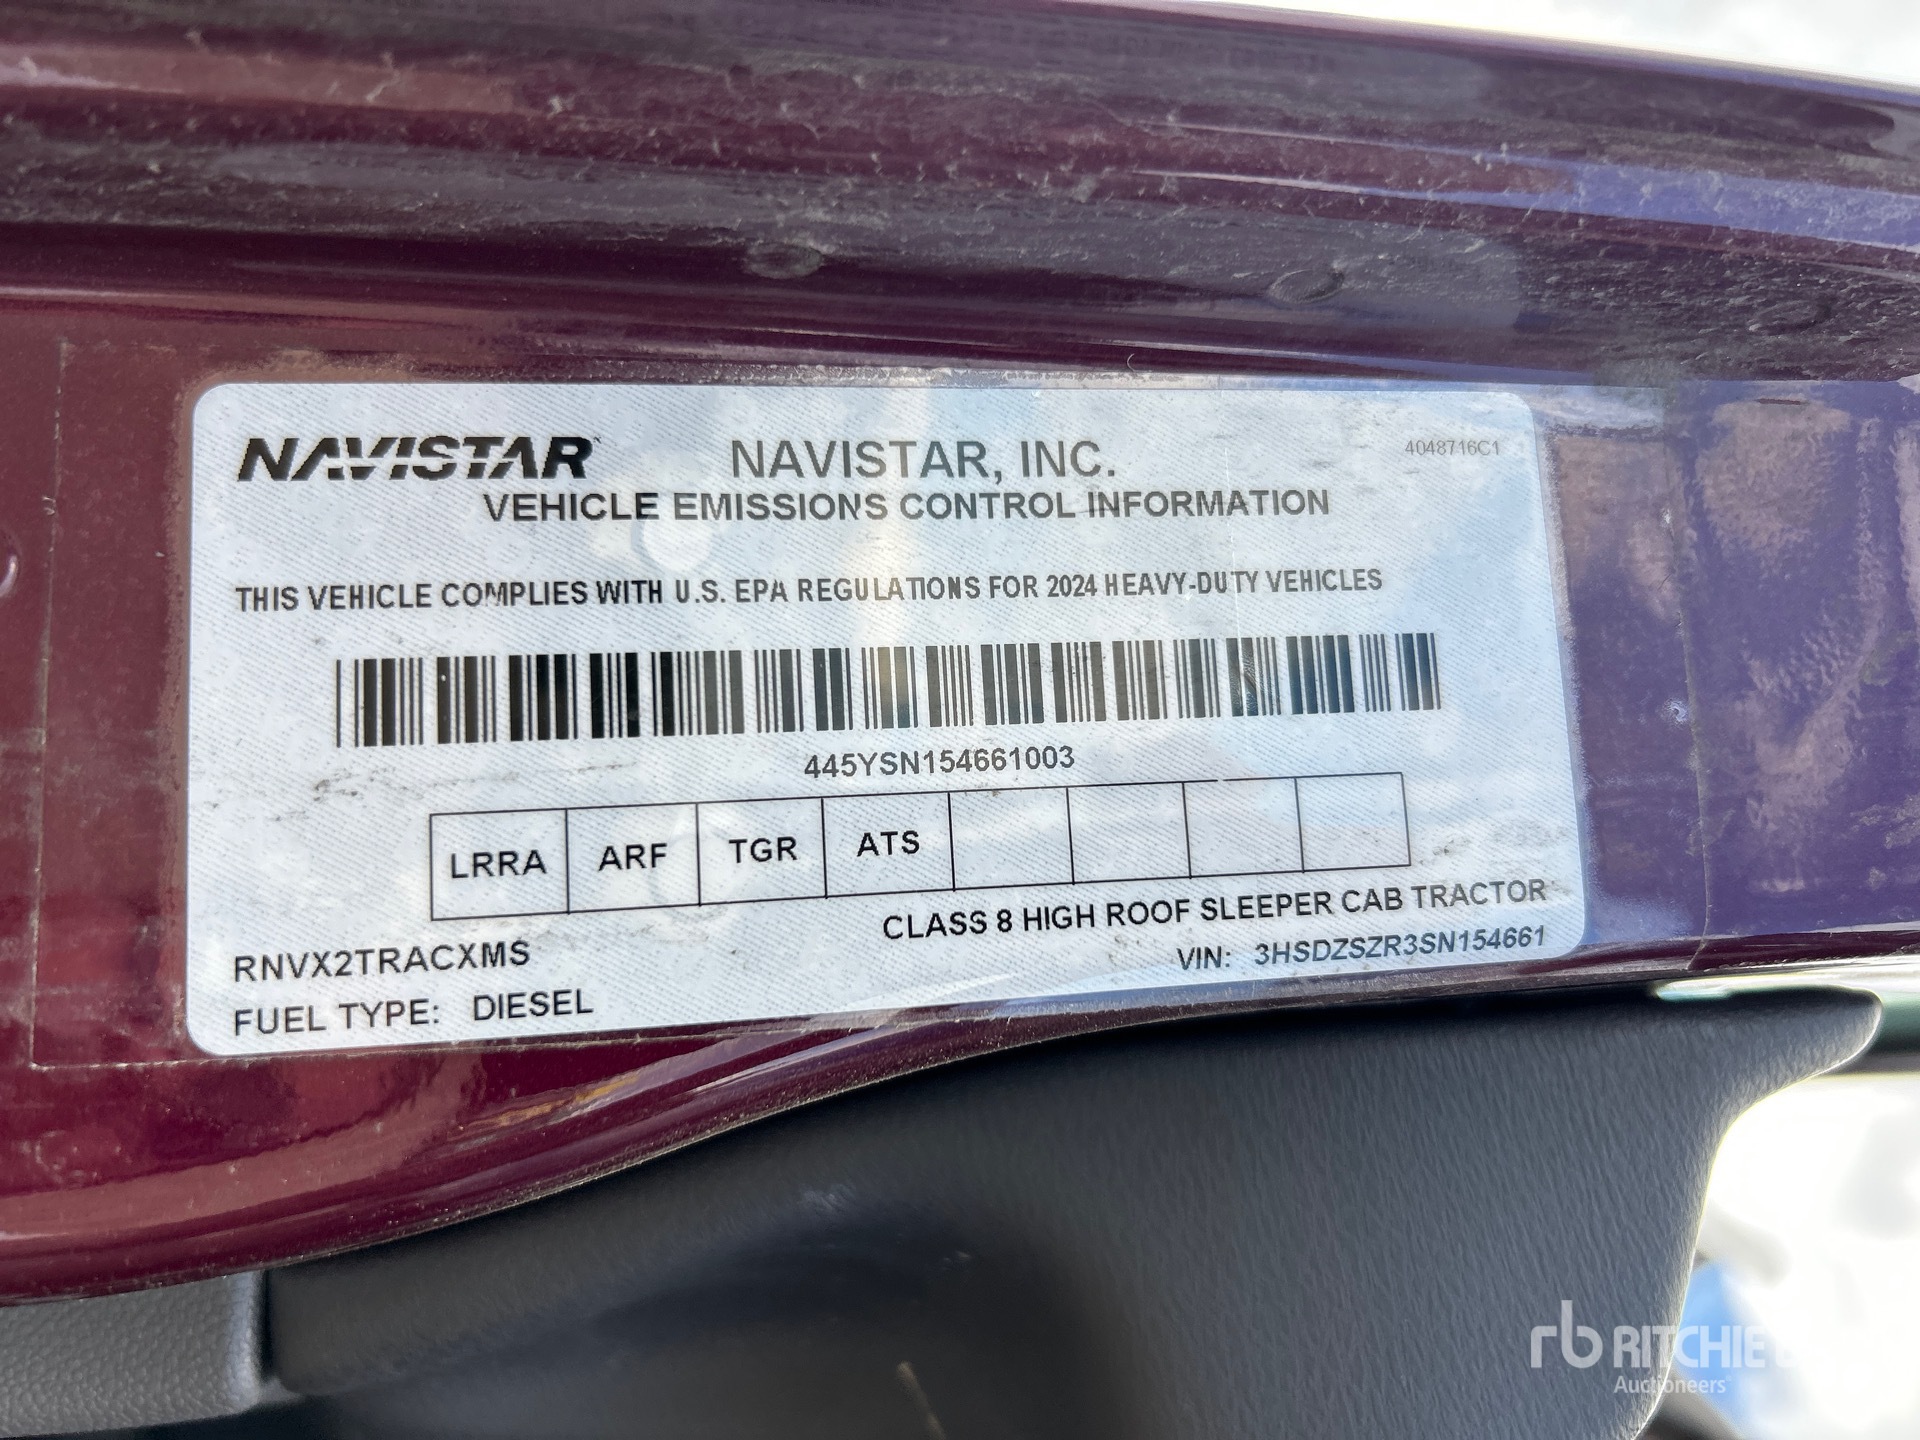 NAVISTAR
NAVISTAR, INC.
4048716C1
VEHICLE EMISSIONS CONTROL INFORMATION
THIS VEHICLE COMPLIES WITH U.S. EPA REGULATIONS FOR 2024 HEAVY-DUTY VEHICLES
445YSN154661003
LRRA ARF TGR ATS
CLASS 8 HIGH ROOF SLEEPER CAB TRACTOR
RNVX2TRACXMS
VIN: 3HSDZSZR3SN154661
FUEL TYPE: DIESEL
rb RITCHIE
Auctioneers